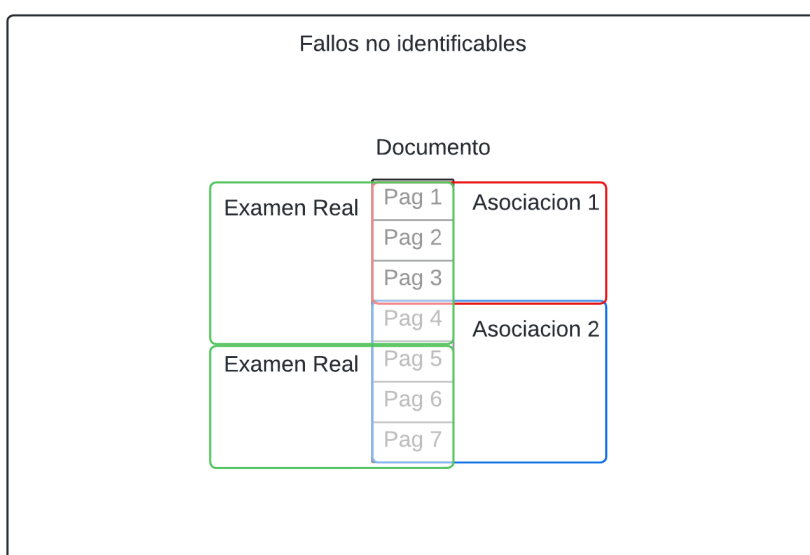 Fallos no identificables
Documento
Examen Real
Pag 1
Asociacion 1
Pag 2
Pag 3
Pag 4
Asociacion 2
Examen Real
Pag 5
Pag 6
Pag 7